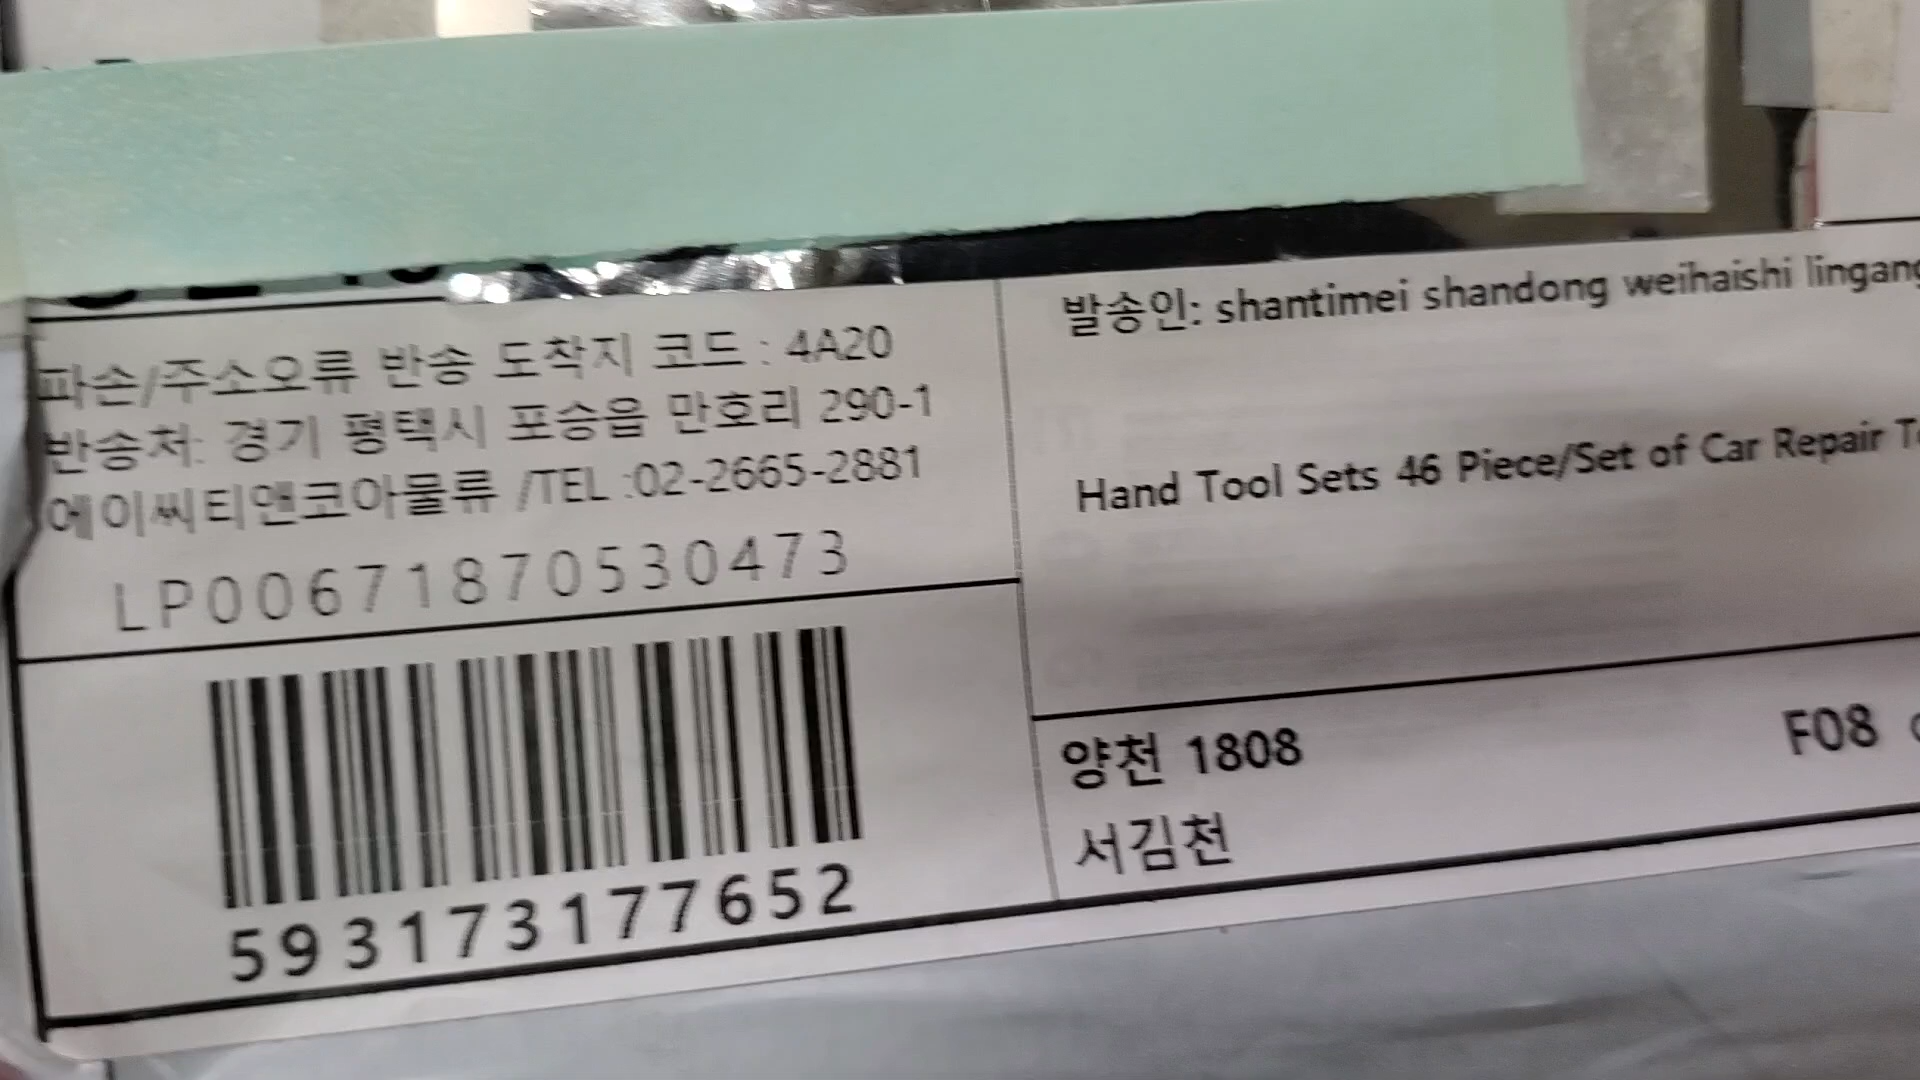 파손/주소오류 반송 도착지 코드 : 4A20
반송처: 경기 평택시 포승읍 만호리 290-1
에이씨티앤코아물류 /TEL :02-2665-2881
LP00671870530473
593173177652
발송인: shantimei shandong weihaishi lingang
Hand Tool Sets 46 Piece/Set of Car Repair
양천 1808
F08
서김천